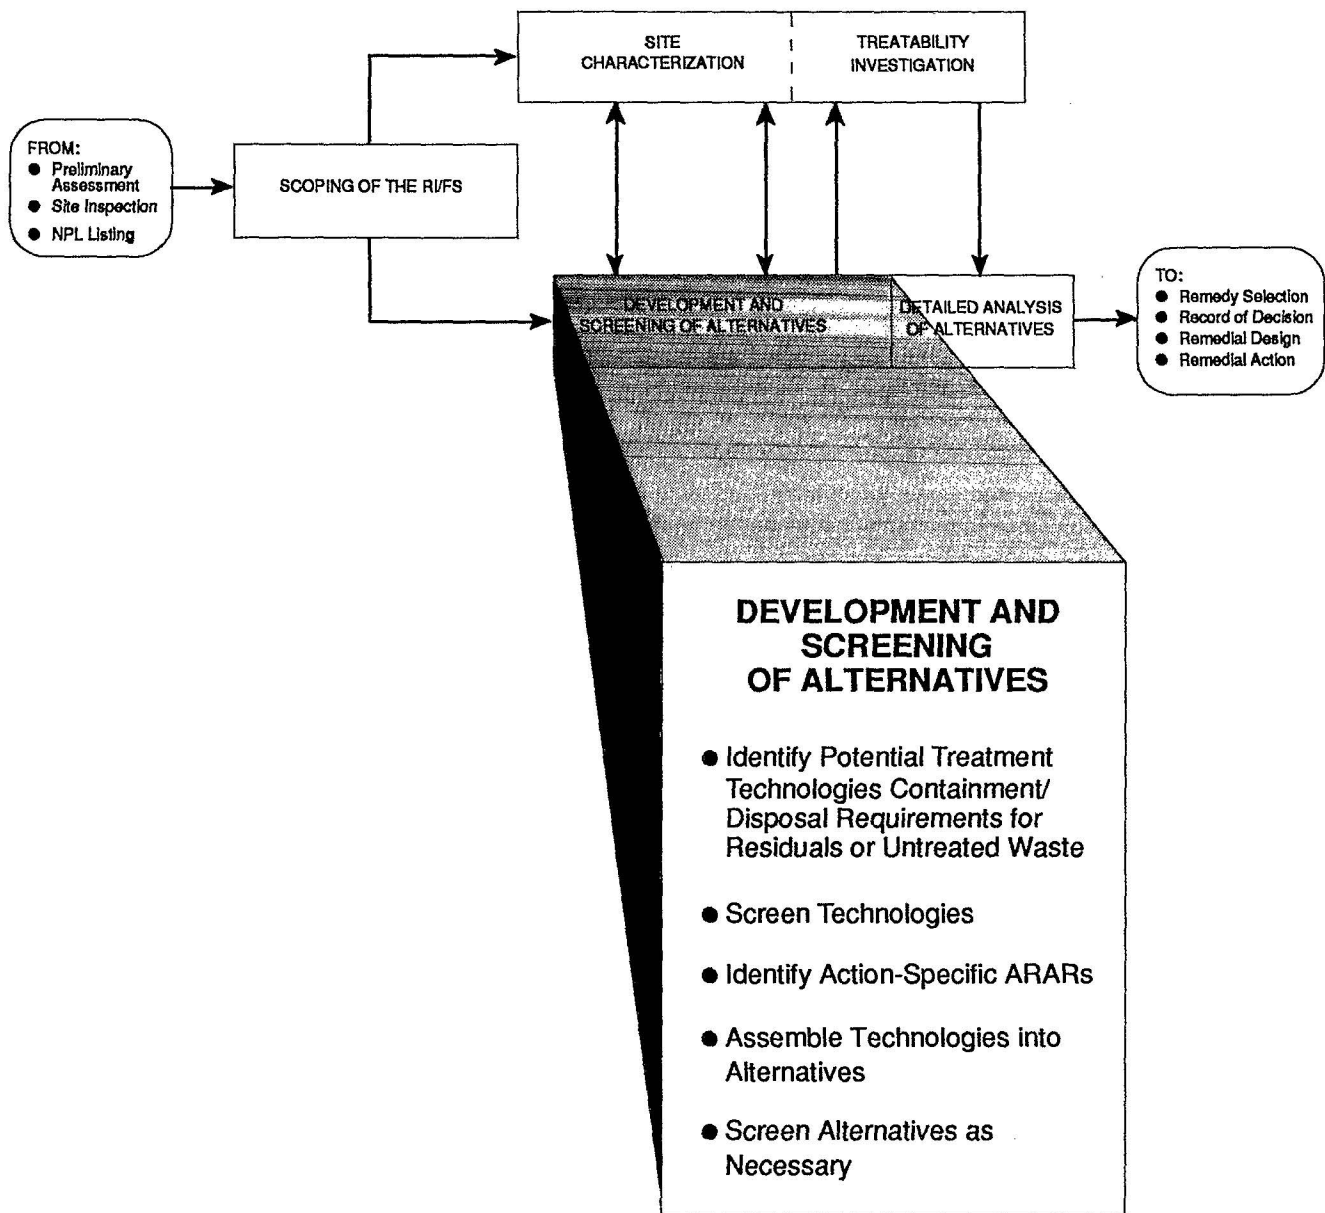 SITE
CHARACTERIZATION
TREATABILITY
INVESTIGATION
FROM:
● Preliminary
Assessment
● Site Inspection
● NPL Listing
SCOPING OF THE RI/FS
DEVELOPMENT AND
SCREENING OF ALTERNATIVES
DETAILED ANALYSIS
OF ALTERNATIVES
TO:
● Remedy Selection
● Record of Decision
● Remedial Design
● Remedial Action
DEVELOPMENT AND
SCREENING
OF ALTERNATIVES
● Identify Potential Treatment
Technologies Containment/
Disposal Requirements for
Residuals or Untreated Waste
● Screen Technologies
● Identify Action-Specific ARARs
● Assemble Technologies into
Alternatives
● Screen Alternatives as
Necessary